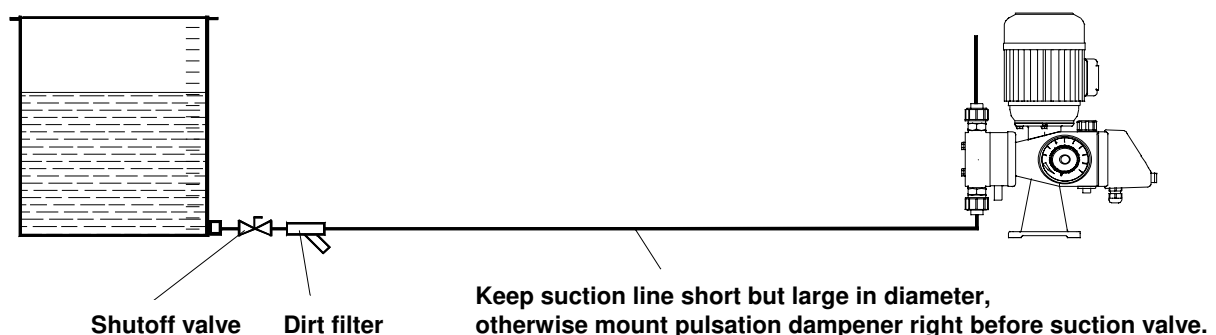 Shutoff valve
Dirt filter
Keep suction line short but large in diameter,
otherwise mount pulsation dampener right before suction valve.